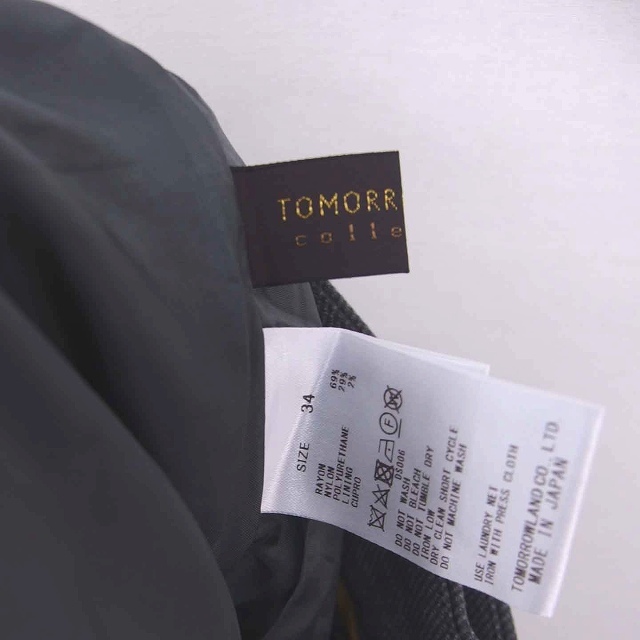 TOMORR
colle
SIZE 34
RAYON 69%
NYLON 29%
POLYURETHANE 2%
LINING
CUPRO
DS006
DO NOT WASH
DO NOT BLEACH
DO NOT TUMBLE DRY
IRON LOW
DRY CLEAN SHORT CYCLE
DO NOT MACHINE WASH
USE LAUNDRY NET
IRON WITH PRESS CLOTH
TOMORROWLAND CO., LTD.
MADE IN JAPAN